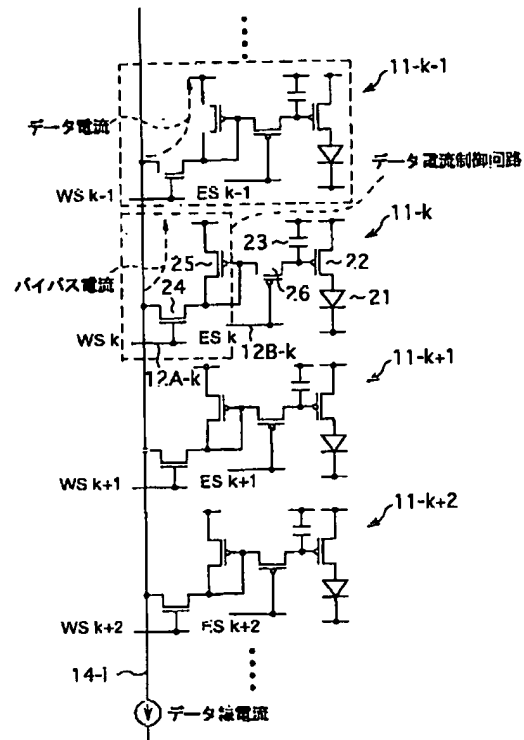 11-k-1
データ電流
データ電流制御回路
WS k-1
ES k-1
11-k
23
25
22
バイパス電流
24
26
21
WS k
ES k
12B-k
12A-k
11-k+1
WS k+1
ES k+1
11-k+2
WS k+2
ES k+2
14-i
データ線電流